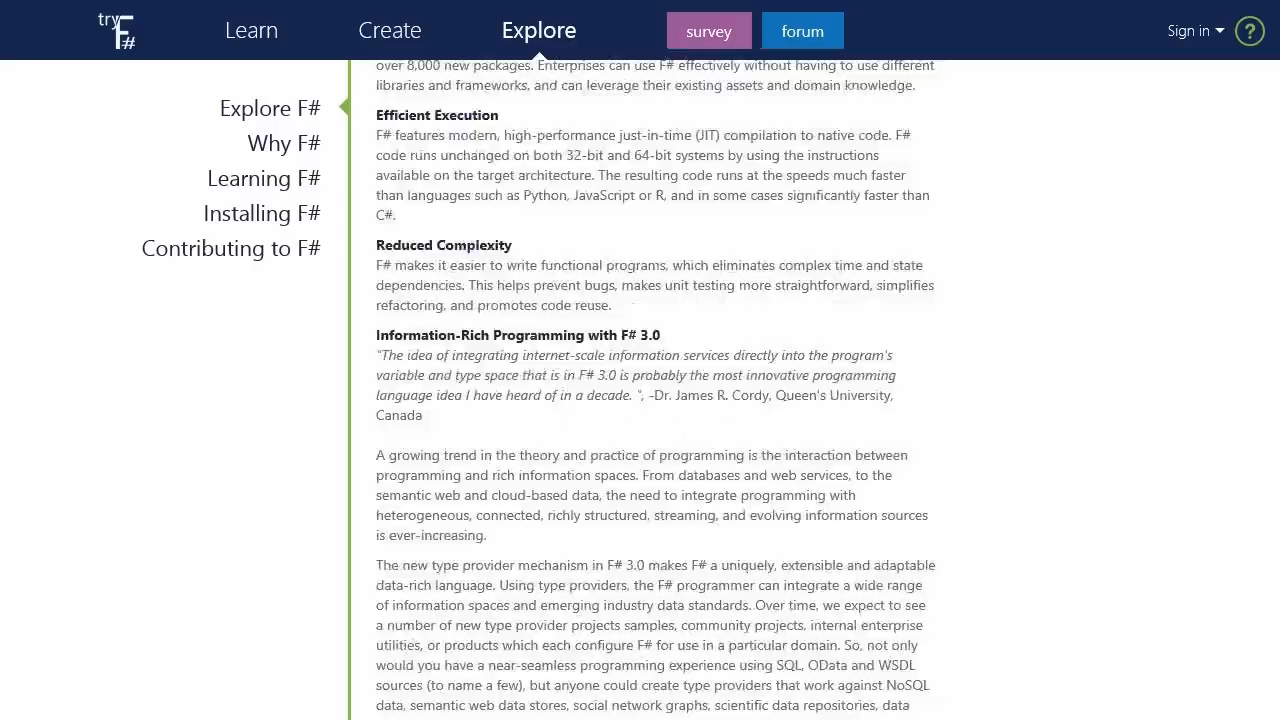 try F#
Learn
Create
Explore
survey
forum
Sign in
?
Explore F#
Why F#
Learning F#
Installing F#
Contributing to F#
over 8,000 new packages. Enterprises can use F# effectively without having to use different
libraries and frameworks, and can leverage their existing assets and domain knowledge.
Efficient Execution
F# features modern, high-performance just-in-time (JIT) compilation to native code. F#
code runs unchanged on both 32-bit and 64-bit systems by using the instructions
available on the target architecture. The resulting code runs at the speeds much faster
than languages such as Python, JavaScript or R, and in some cases significantly faster than
C#.
Reduced Complexity
F# makes it easier to write functional programs, which eliminates complex time and state
dependencies. This helps prevent bugs, makes unit testing more straightforward, simplifies
refactoring, and promotes code reuse.
Information-Rich Programming with F# 3.0
"The idea of integrating internet-scale information services directly into the program's
variable and type space that is in F# 3.0 is probably the most innovative programming
language idea I have heard of in a decade. ", -Dr. James R. Cordy, Queen's University,
Canada
A growing trend in the theory and practice of programming is the interaction between
programming and rich information spaces. From databases and web services, to the
semantic web and cloud-based data, the need to integrate programming with
heterogeneous, connected, richly structured, streaming, and evolving information sources
is ever-increasing.
The new type provider mechanism in F# 3.0 makes F# a uniquely, extensible and adaptable
data-rich language. Using type providers, the F# programmer can integrate a wide range
of information spaces and emerging industry data standards. Over time, we expect to see
a number of new type provider projects samples, community projects, internal enterprise
utilities, or products which each configure F# for use in a particular domain. So, not only
would you have a near-seamless programming experience using SQL, OData and WSDL
sources (to name a few), but anyone could create type providers that work against NoSQL
data, semantic web data stores, social network graphs, scientific data repositories, data